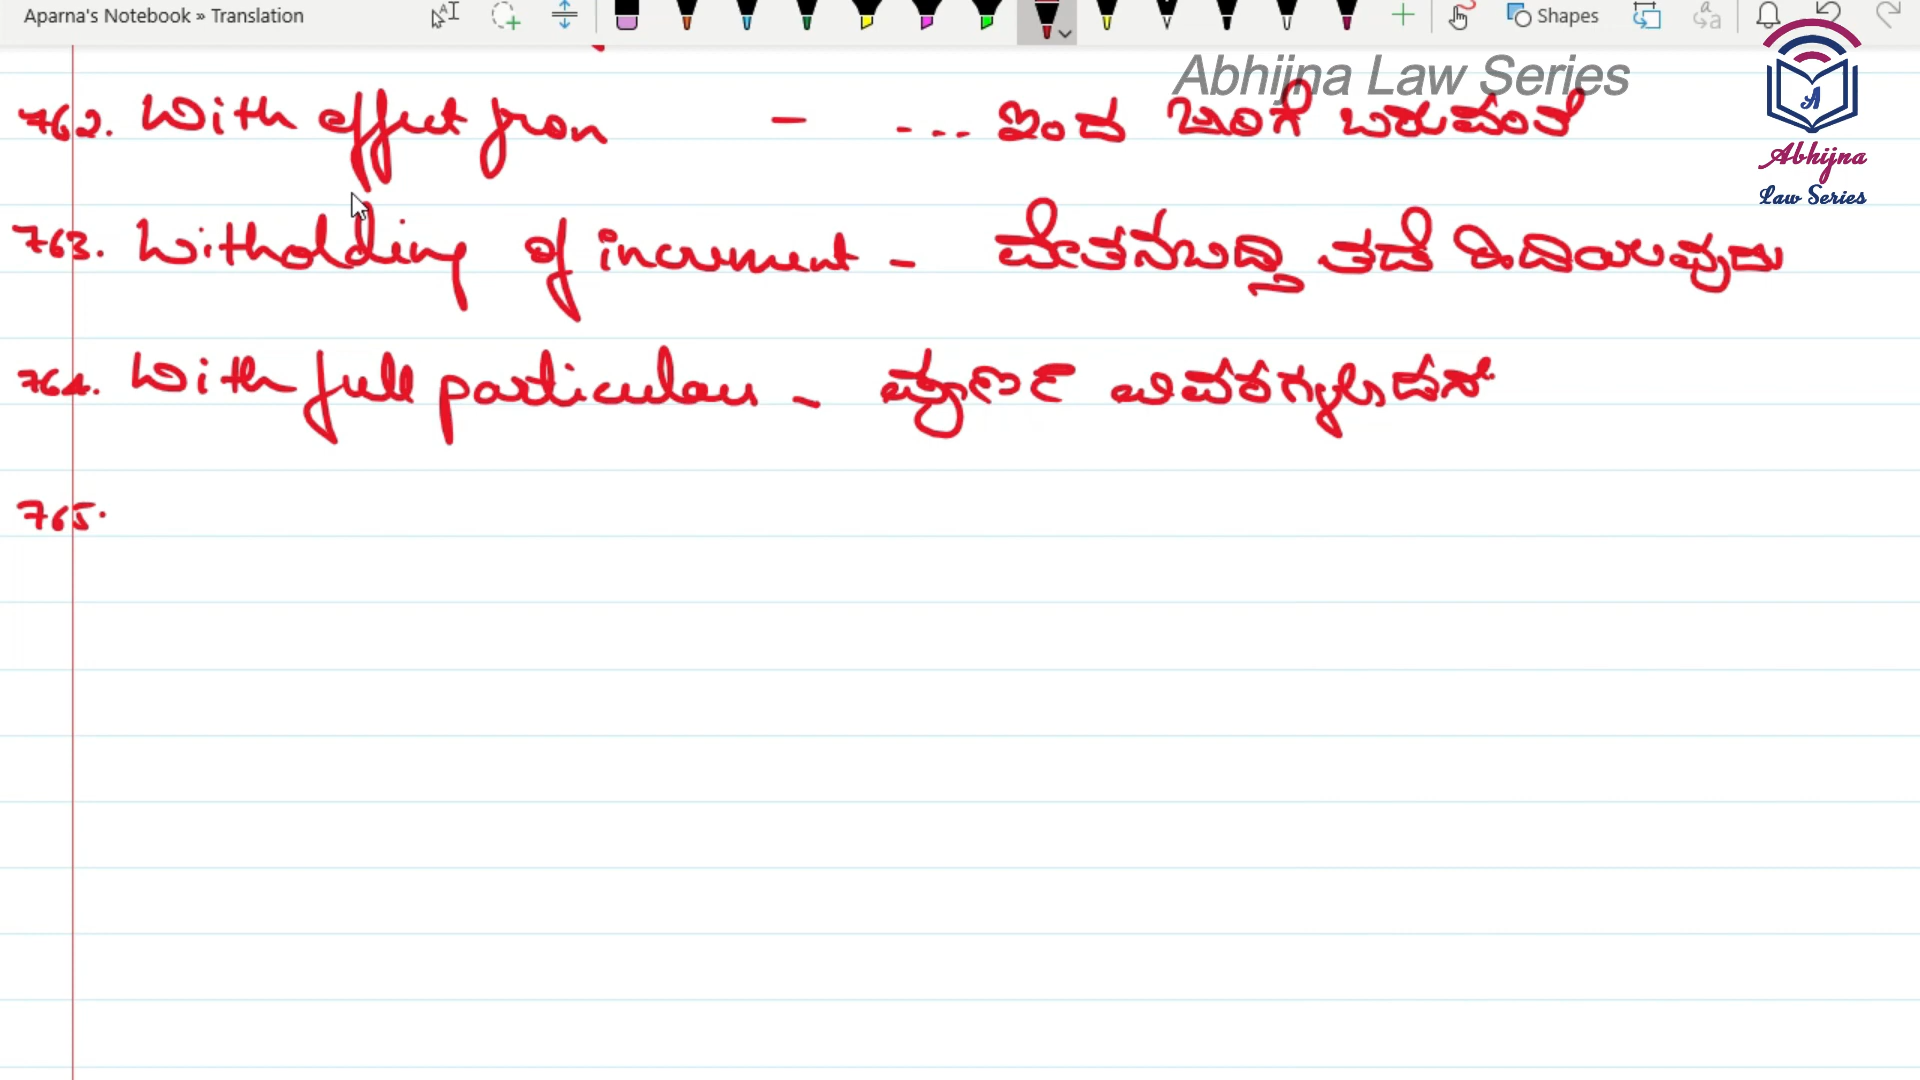 Aparna's Notebook » Translation
Shapes
Abhijna Law Series
Abhijna
Law Series
762. With effect from - .... ಇಂದ ಜಾರಿಗೆ ಬರುವಂತೆ
763. Witholding of increment - ವೇತನಬಡ್ತಿ ತಡೆ ಹಿಡಿಯುವುದು
764. With full particulars - ಪೂರ್ಣ ವಿವರಗಳೊಡನೆ
765.